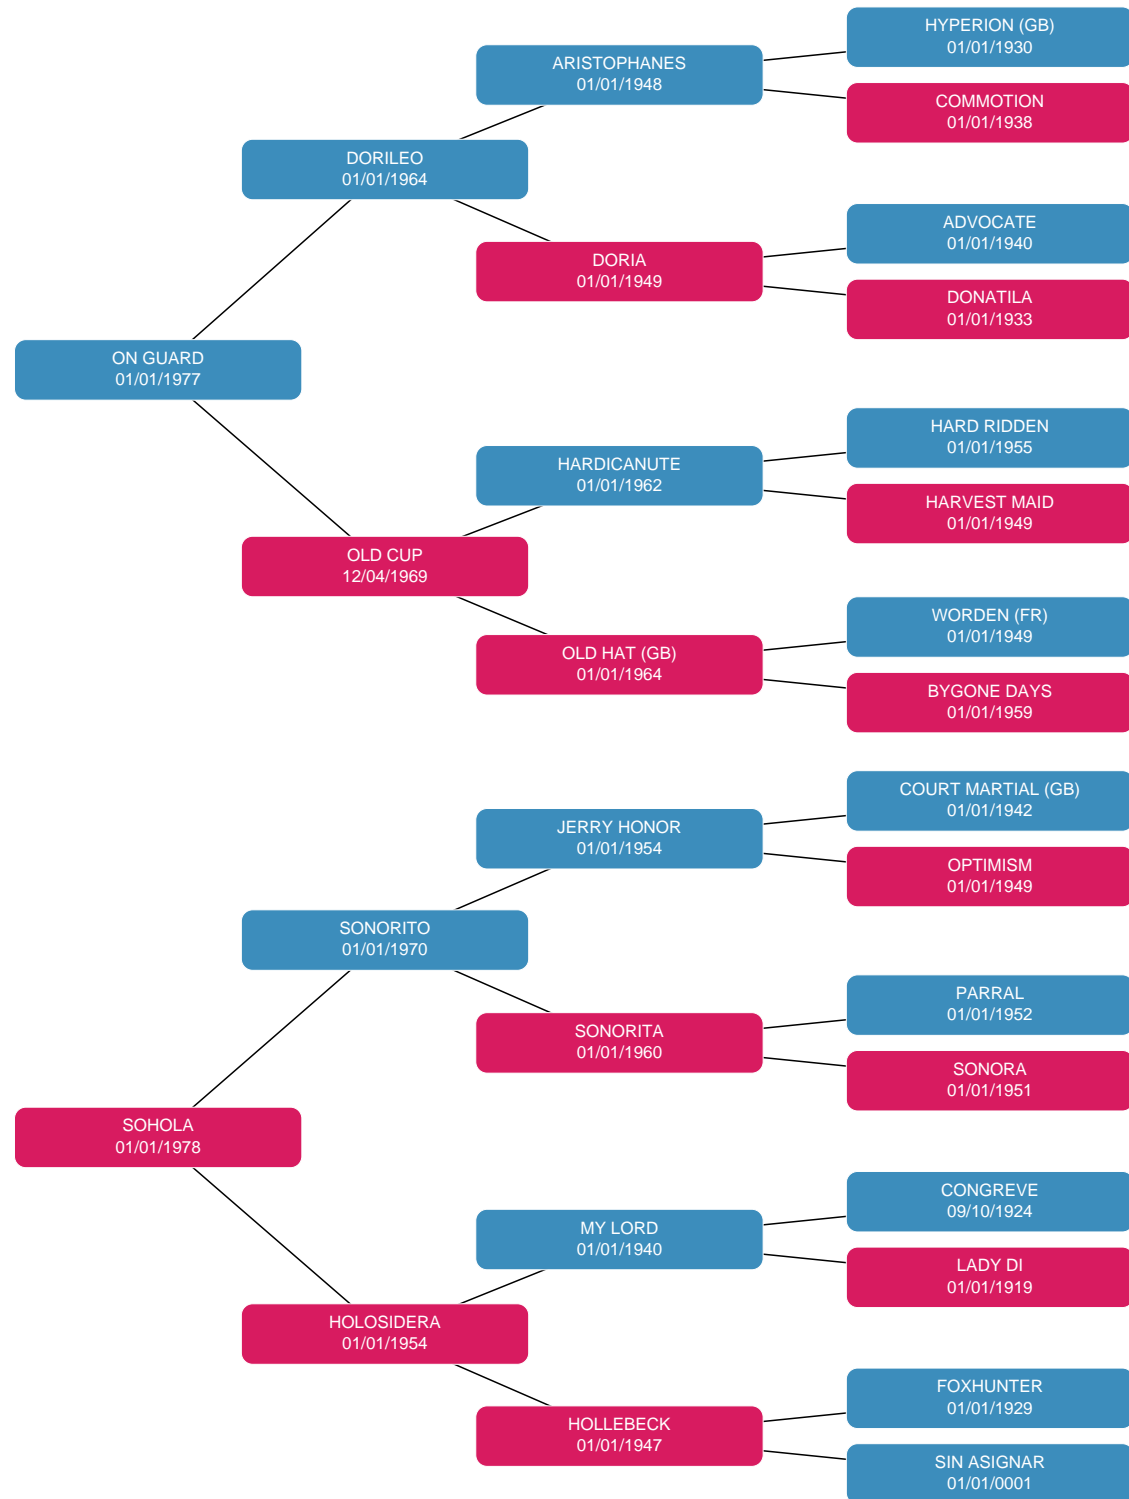 HYPERION (GB)
01/01/1930
ARISTOPHANES
01/01/1948
COMMOTION
01/01/1938
DORILEO
01/01/1964
ADVOCATE
01/01/1940
DORIA
01/01/1949
DONATILA
01/01/1933
ON GUARD
01/01/1977
HARD RIDDEN
01/01/1955
HARDICANUTE
01/01/1962
HARVEST MAID
01/01/1949
OLD CUP
12/04/1969
WORDEN (FR)
01/01/1949
OLD HAT (GB)
01/01/1964
BYGONE DAYS
01/01/1959
COURT MARTIAL (GB)
01/01/1942
JERRY HONOR
01/01/1954
OPTIMISM
01/01/1949
SONORITO
01/01/1970
PARRAL
01/01/1952
SONORITA
01/01/1960
SONORA
01/01/1951
SOHOLA
01/01/1978
CONGREVE
09/10/1924
MY LORD
01/01/1940
LADY DI
01/01/1919
HOLOSIDERA
01/01/1954
FOXHUNTER
01/01/1929
HOLLEBECK
01/01/1947
SIN ASIGNAR
01/01/0001